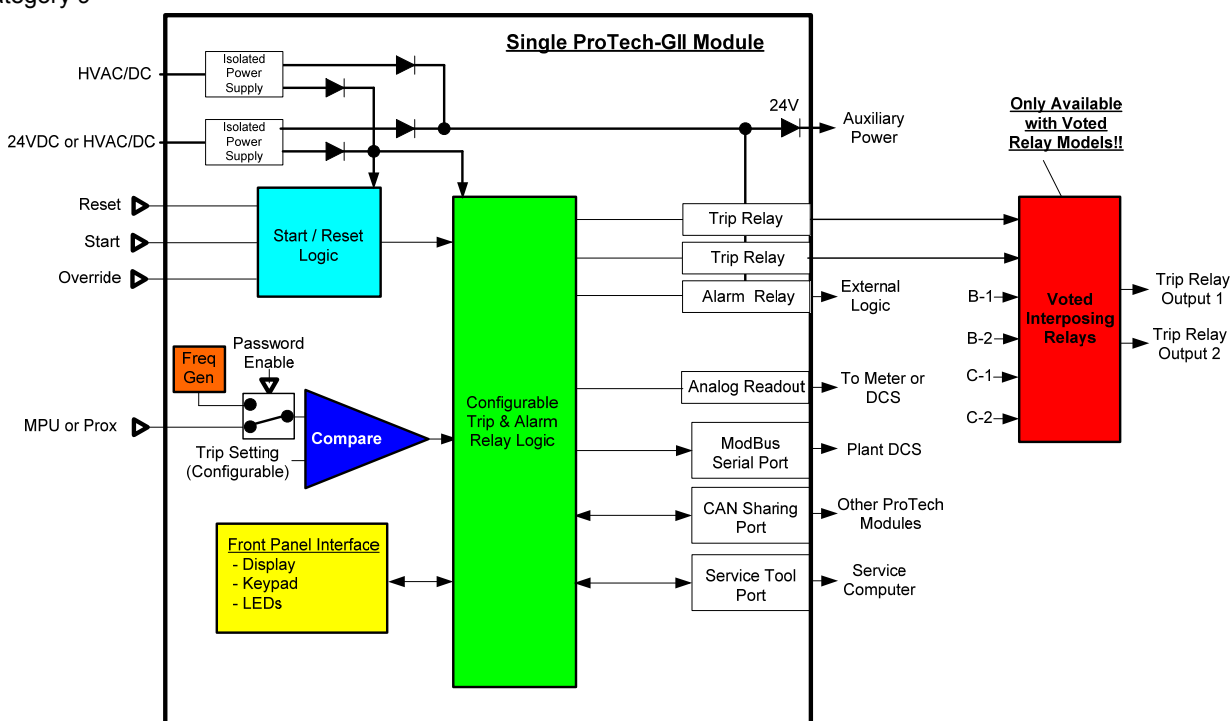 Single ProTech-GII Module
HVAC/DC
Isolated
Power
Supply
24VDC or HVAC/DC
Isolated
Power
Supply
24V
Auxiliary
Power
Only Available
with Voted
Relay Models!!
Reset
Start
Override
Start / Reset
Logic
Trip Relay
Trip Relay
Alarm Relay
External
Logic
B-1
B-2
C-1
C-2
Voted
Interposing
Relays
Trip Relay
Output 1
Trip Relay
Output 2
Freq
Gen
Password
Enable
MPU or Prox
Trip Setting
(Configurable)
Compare
Configurable
Trip & Alarm
Relay Logic
Analog Readout
To Meter or
DCS
ModBus
Serial Port
Plant DCS
CAN Sharing
Port
Other ProTech
Modules
Service Tool
Port
Service
Computer
Front Panel Interface
- Display
- Keypad
- LEDs